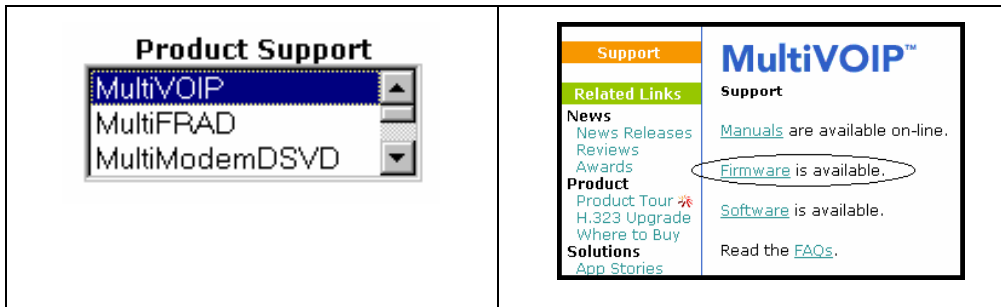 Product Support
MultiVOIP
MultiFRAD
MultiModemDSVD
Support
Related Links
News
News Releases
Reviews
Awards
Product
Product Tour
H.323 Upgrade
Where to Buy
Solutions
App Stories
MultiVOIP™
Support
Manuals are available on-line.
Firmware is available.
Software is available.
Read the FAQs.